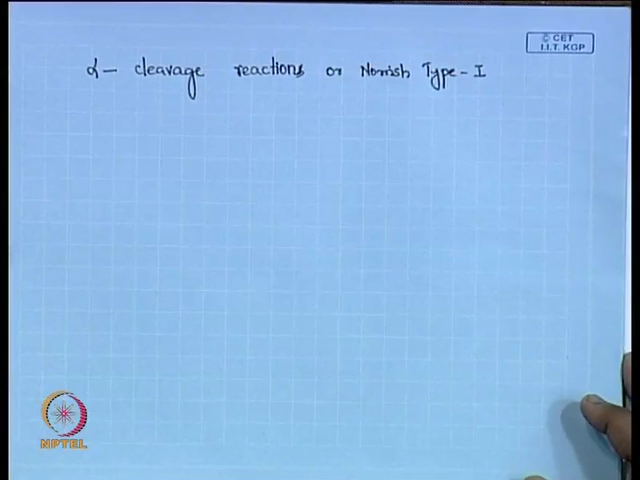 © CET
I.I.T. KGP
α- cleavage reactions or Norrish Type-I
NPTEL